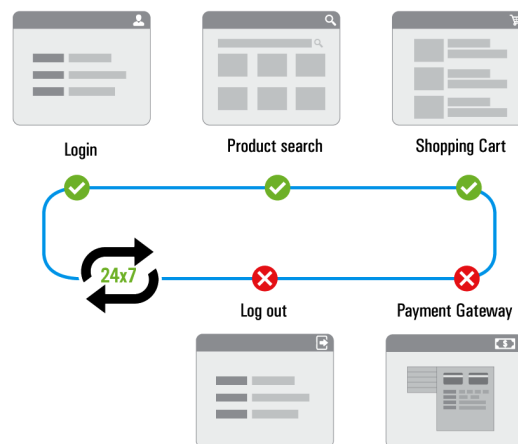 Login
Product search
Shopping Cart
24x7
Log out
Payment Gateway
$